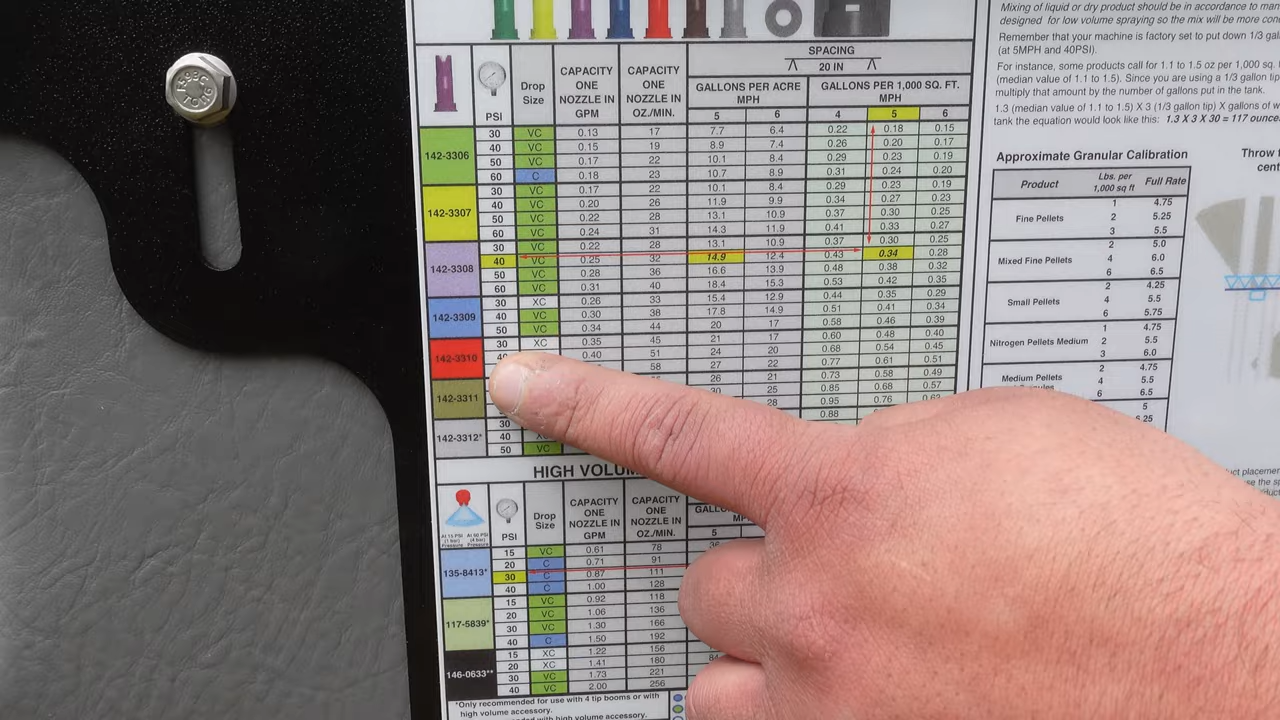 SPACING
20 IN
PSI
Drop
Size
CAPACITY
ONE
NOZZLE IN
GPM
CAPACITY
ONE
NOZZLE IN
OZ./MIN.
GALLONS PER ACRE
MPH
GALLONS PER 1,000 SQ. FT.
MPH
5 6 4 5 6
142-3306
30 VC 0.13 17 7.7 6.4 0.22 0.18 0.15
40 VC 0.15 19 8.9 7.4 0.26 0.20 0.17
50 VC 0.17 22 10.1 8.4 0.29 0.23 0.19
60 C 0.18 23 10.7 8.9 0.31 0.24 0.20
142-3307
30 VC 0.17 22 10.1 8.4 0.29 0.23 0.19
40 VC 0.20 26 11.9 9.9 0.34 0.27 0.23
50 VC 0.22 28 13.1 10.9 0.37 0.30 0.25
60 VC 0.24 31 14.3 11.9 0.41 0.33 0.27
142-3308
30 VC 0.22 28 13.1 10.9 0.37 0.30 0.25
40 VC 0.25 32 14.9 12.4 0.43 0.34 0.28
50 VC 0.28 36 16.6 13.9 0.48 0.38 0.32
60 VC 0.31 40 18.4 15.3 0.53 0.42 0.35
142-3309
30 XC 0.26 33 15.4 12.9 0.44 0.35 0.29
40 VC 0.30 38 17.8 14.9 0.51 0.41 0.34
50 VC 0.34 44 20 17 0.58 0.46 0.39
142-3310
30 XC 0.35 45 21 17 0.60 0.48 0.40
40 0.40 51 24 20 0.68 0.54 0.45
58 27 22 0.77 0.61 0.51
142-3311
26 21 0.73 0.58 0.49
30 25 0.85 0.68 0.57
28 0.95 0.76
142-3312*
30 0.88
40
50 VC
HIGH
PSI
Drop
Size
CAPACITY
ONE
NOZZLE IN
GPM
CAPACITY
ONE
NOZZLE IN
OZ./MIN.
5
135-8413*
15 VC 0.61 78
20 C 0.71 91
30 C 0.87 111
40 C 1.00 128
117-5839*
15 VC 0.92 118
20 VC 1.06 136
30 VC 1.30 166
40 C 1.50 192
146-0633**
15 XC 1.22 156
20 XC 1.41 180
30 VC 1.73 221
40 VC 2.00 256
*Only recommended for use with 4 tip booms or with
high volume accessory.
with high volume accessory.
Mixing of liquid or dry product should be in accordance to
designed for low volume spraying so the mix will be more
Remember that your machine is factory set to put down 1/3
(at 5MPH and 40PSI).
For instance, some products call for 1.1 to 1.5 oz per 1,000 sq.
(median value of 1.1 to 1.5). Since you are using a 1/3 gallon
multiply that amount by the number of gallons put in the tank.
1.3 (median value of 1.1 to 1.5) X 3 (1/3 gallon tip) X gallons of
tank the equation would look like this: 1.3 X 3 X 30 = 117
Approximate Granular Calibration
Product Lbs. per
1,000 sq ft Full Rate
Fine Pellets
1 4.75
2 5.25
3 5.5
Mixed Fine Pellets
2 5.0
4 6.0
6 6.5
Small Pellets
2 4.25
4 5.5
6 5.75
Nitrogen Pellets Medium
1 4.75
2 5.5
3 6.0
Medium Pellets
2 4.75
4 5.5
6 6.5
5
Throw